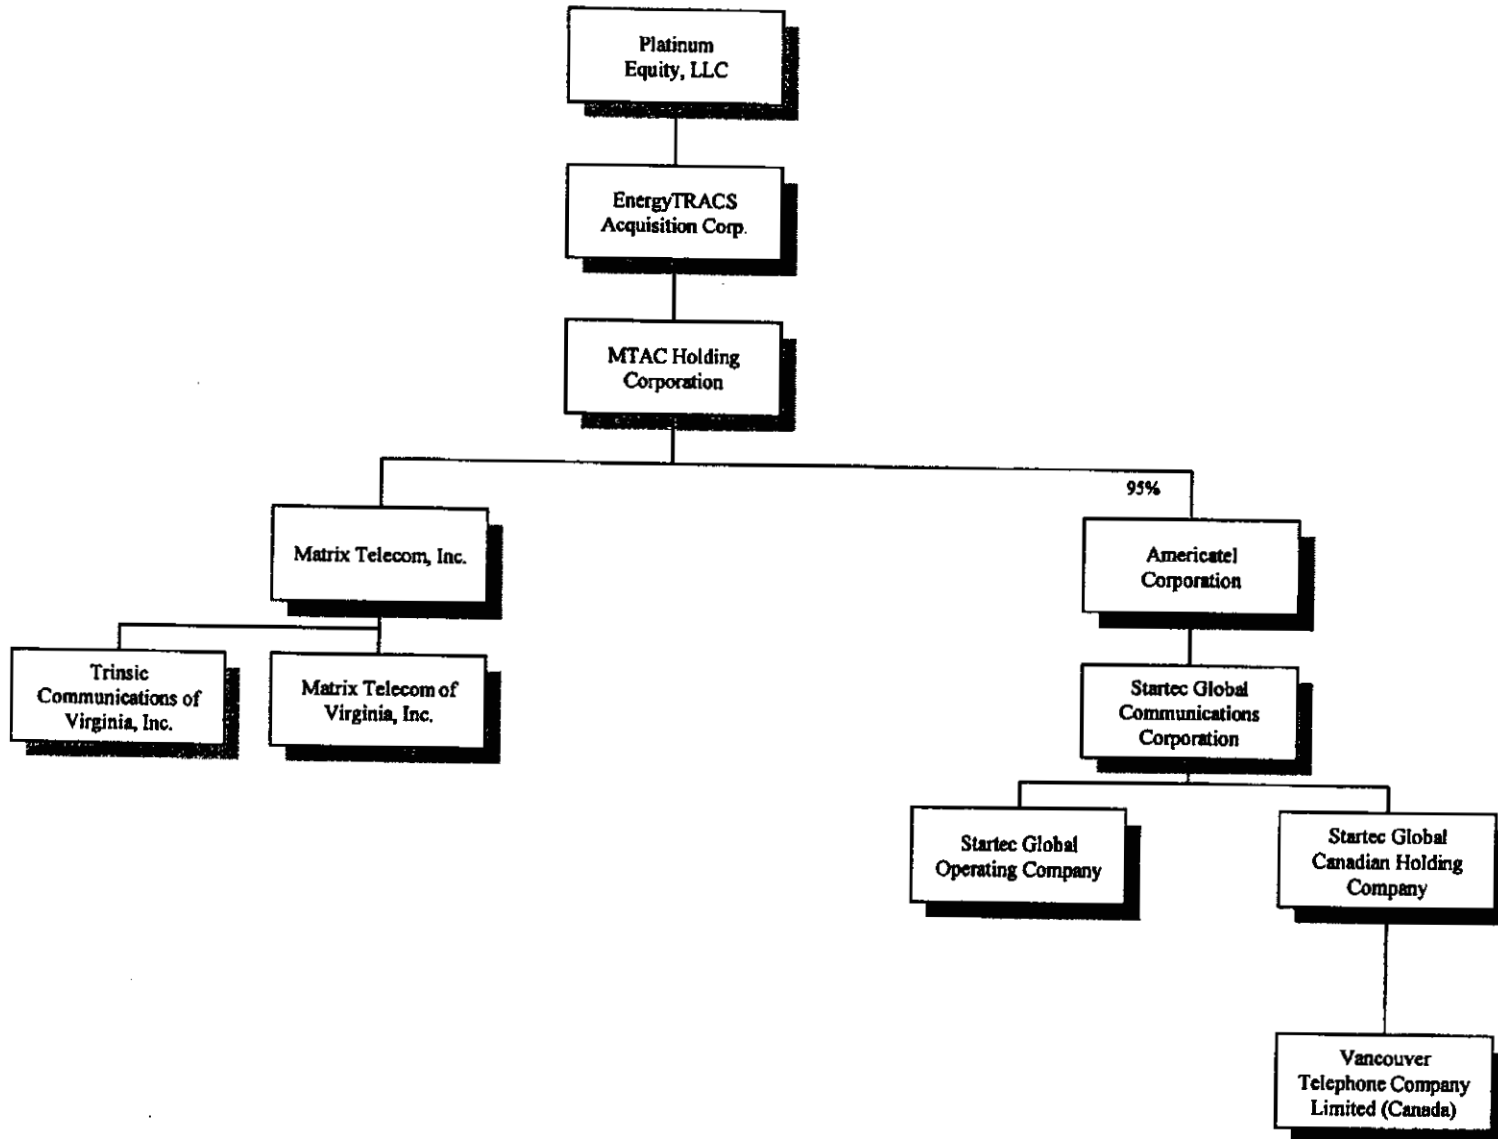 Platinum
Equity, LLC
EnergyTRACS
Acquisition Corp.
MTAC Holding
Corporation
95%
Matrix Telecom, Inc.
Americatel
Corporation
Trinsic
Communications of
Virginia, Inc.
Matrix Telecom of
Virginia, Inc.
Startec Global
Communications
Corporation
Startec Global
Operating Company
Startec Global
Canadian Holding
Company
Vancouver
Telephone Company
Limited (Canada)